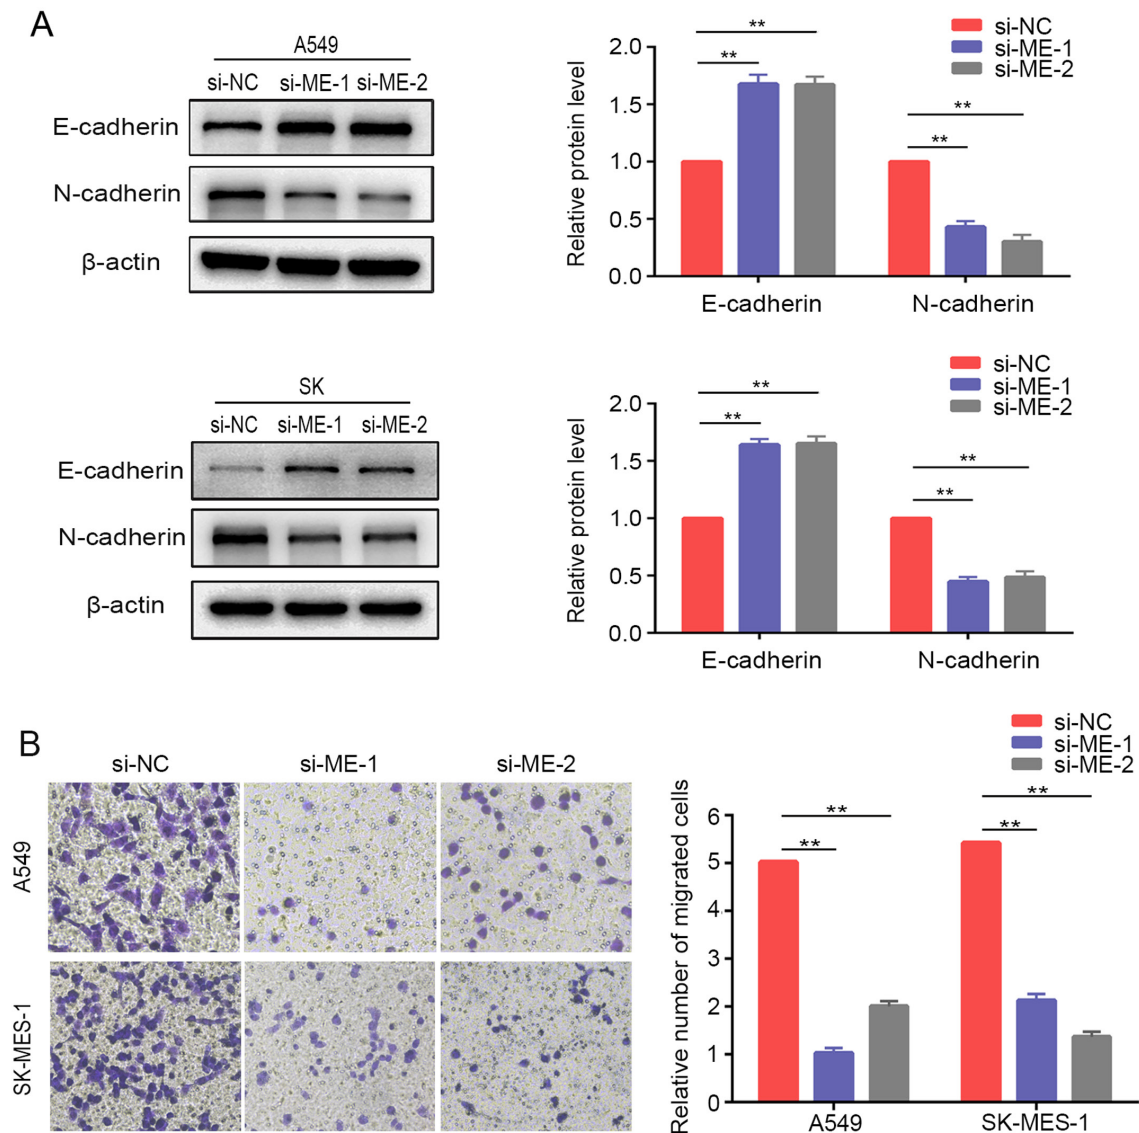 A
A549
si-NC si-ME-1 si-ME-2
E-cadherin
N-cadherin
β-actin
si-NC
si-ME-1
si-ME-2
Relative protein level
2.0
1.5
1.0
0.5
0.0
** **
** **
E-cadherin N-cadherin
SK
si-NC si-ME-1 si-ME-2
E-cadherin
N-cadherin
β-actin
si-NC
si-ME-1
si-ME-2
Relative protein level
2.0
1.5
1.0
0.5
0.0
** **
** **
E-cadherin N-cadherin
B
si-NC si-ME-1 si-ME-2
A549
SK-MES-1
si-NC
si-ME-1
si-ME-2
Relative number of migrated cells
6
5
4
3
2
1
0
** **
** **
A549 SK-MES-1